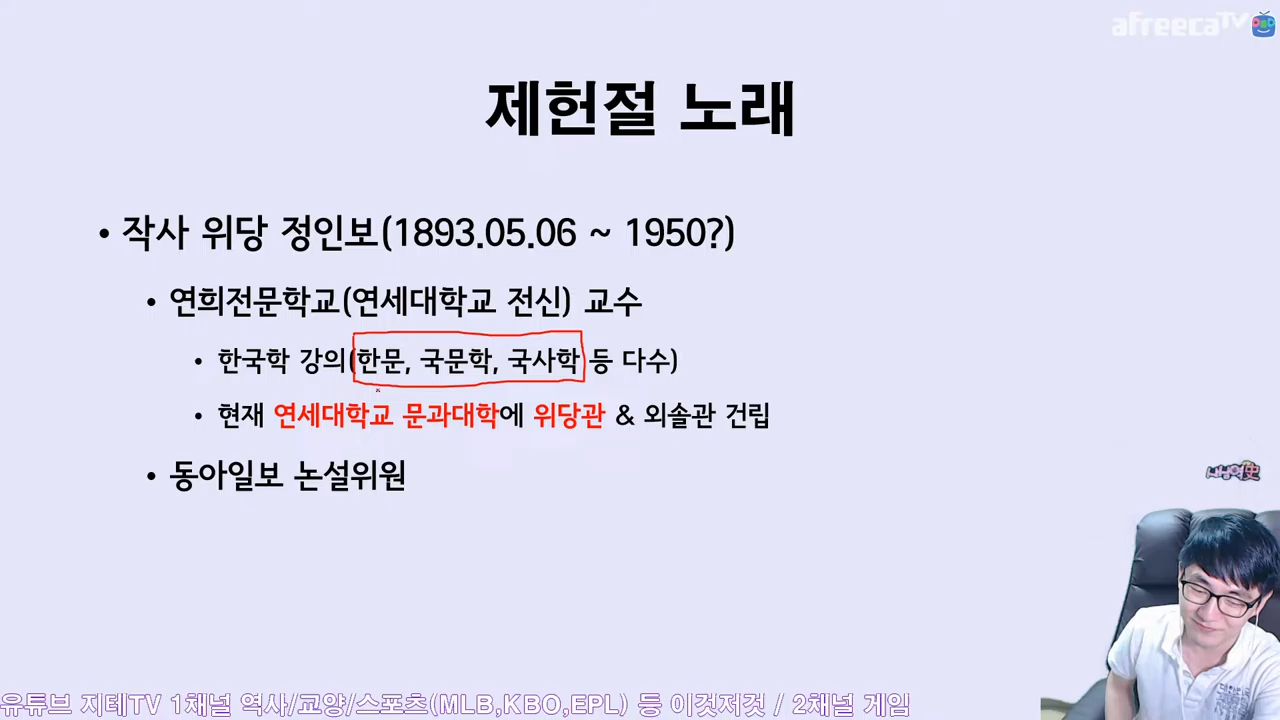 afreecaTV
제헌절 노래
• 작사 위당 정인보(1893.05.06 ~ 1950?)
• 연희전문학교(연세대학교 전신) 교수
• 한국학 강의(한문, 국문학, 국사학 등 다수)
• 현재 연세대학교 문과대학에 위당관 & 외솔관 건립
• 동아일보 논설위원
유튜브 지테TV 1채널 역사/교양/스포츠(MLB,KBO,EPL) 등 이것저것 / 2채널 게임